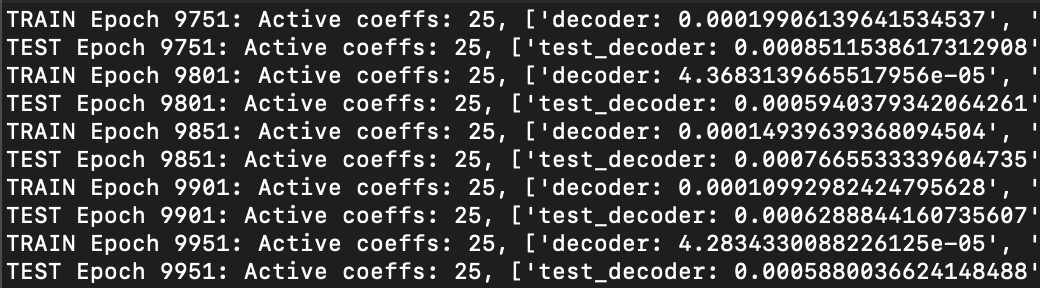 TRAIN Epoch 9751: Active coeffs: 25, ['decoder: 0.00019906139641534537', '
TEST Epoch 9751: Active coeffs: 25, ['test_decoder: 0.0008511538617312908'
TRAIN Epoch 9801: Active coeffs: 25, ['decoder: 4.3683139665517956e-05', '
TEST Epoch 9801: Active coeffs: 25, ['test_decoder: 0.0005940379342064261'
TRAIN Epoch 9851: Active coeffs: 25, ['decoder: 0.00014939639368094504', '
TEST Epoch 9851: Active coeffs: 25, ['test_decoder: 0.0007665533339604735'
TRAIN Epoch 9901: Active coeffs: 25, ['decoder: 0.00010992982424795628', '
TEST Epoch 9901: Active coeffs: 25, ['test_decoder: 0.0006288844160735607'
TRAIN Epoch 9951: Active coeffs: 25, ['decoder: 4.2834330088226125e-05', '
TEST Epoch 9951: Active coeffs: 25, ['test_decoder: 0.0005880036624148488'